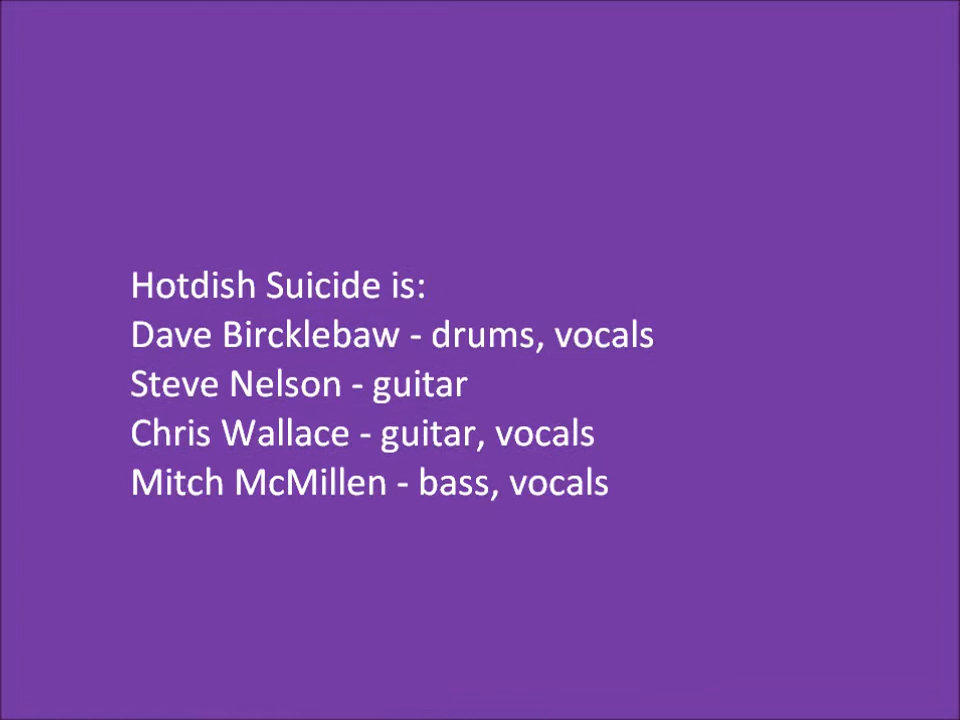 Hotdish Suicide is:
Dave Bircklebaw - drums, vocals
Steve Nelson - guitar
Chris Wallace - guitar, vocals
Mitch McMillen - bass, vocals